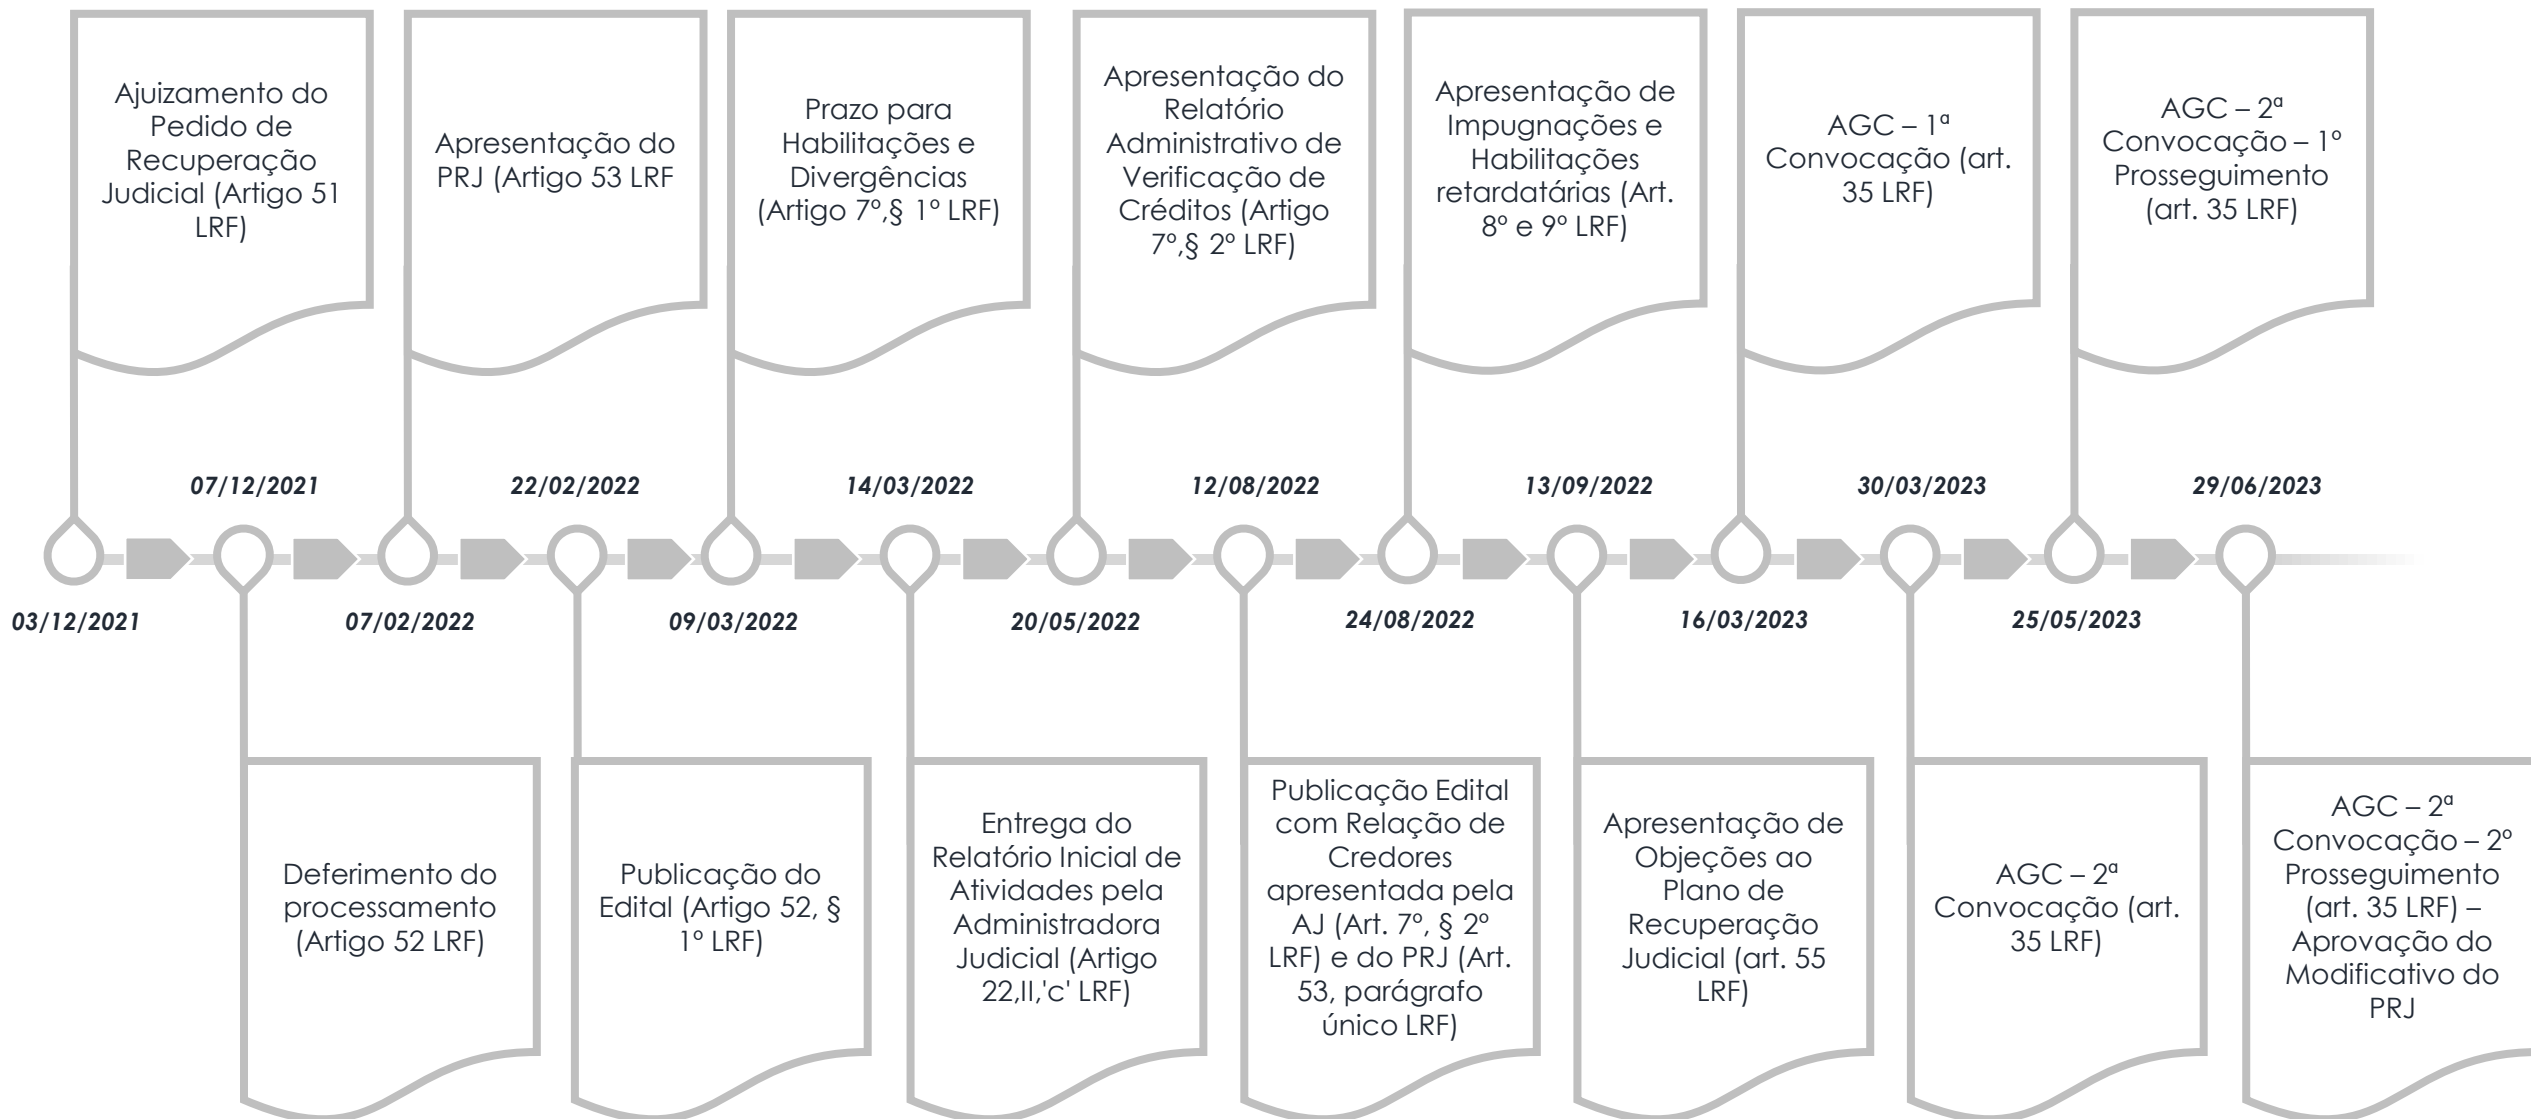 Ajuizamento do
Pedido de
Recuperação
Judicial (Artigo 51
LRF)
Apresentação do
PRJ (Artigo 53 LRF
Prazo para
Habilitações e
Divergências
(Artigo 7º,§ 1º LRF)
Apresentação do
Relatório
Administrativo de
Verificação de
Créditos (Artigo
7º,§ 2º LRF)
Apresentação de
Impugnações e
Habilitações
retardatárias (Art.
8º e 9º LRF)
AGC – 1ª
Convocação (art.
35 LRF)
AGC – 2ª
Convocação – 1º
Prosseguimento
(art. 35 LRF)
07/12/2021
22/02/2022
14/03/2022
12/08/2022
13/09/2022
30/03/2023
29/06/2023
03/12/2021
07/02/2022
09/03/2022
20/05/2022
24/08/2022
16/03/2023
25/05/2023
Deferimento do
processamento
(Artigo 52 LRF)
Publicação do
Edital (Artigo 52, §
1º LRF)
Entrega do
Relatório Inicial de
Atividades pela
Administradora
Judicial (Artigo
22,II,'c' LRF)
Publicação Edital
com Relação de
Credores
apresentada pela
AJ (Art. 7º, § 2º
LRF) e do PRJ (Art.
53, parágrafo
único LRF)
Apresentação de
Objeções ao
Plano de
Recuperação
Judicial (art. 55
LRF)
AGC – 2ª
Convocação (art.
35 LRF)
AGC – 2ª
Convocação – 2º
Prosseguimento
(art. 35 LRF) –
Aprovação do
Modificativo do
PRJ